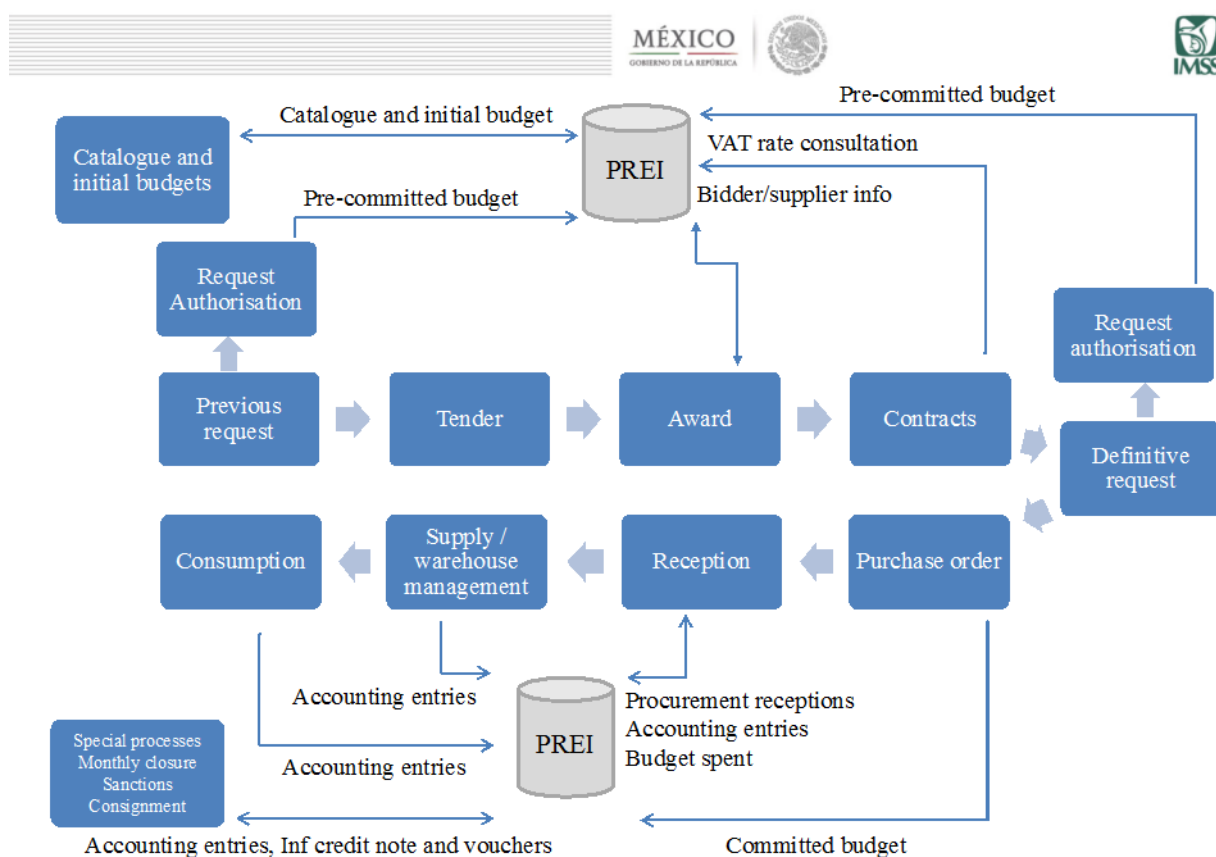 MÉXICO
GOBIERNO DE LA REPÚBLICA
IMSS
Pre-committed budget
Catalogue and initial budget
PREI
VAT rate consultation
Catalogue and
initial budgets
Pre-committed budget
Bidder/supplier info
Request
Authorisation
Request
authorisation
Previous
request
Tender
Award
Contracts
Definitive
request
Consumption
Supply /
warehouse
management
Reception
Purchase order
Accounting entries
Procurement receptions
Accounting entries
Budget spent
PREI
Accounting entries
Special processes
Monthly closure
Sanctions
Consignment
Accounting entries, Inf credit note and vouchers
Committed budget